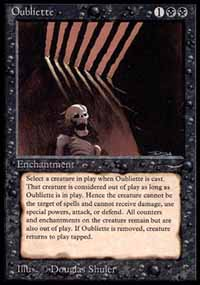 Oubliette
1
Enchantment
Select a creature in play when Oubliette is cast.
That creature is considered out of play as long as
Oubliette is in play. Hence the creature cannot be
the target of spells and cannot receive damage, use
special powers, attack, or defend. All counters
and enchantments on the creature remain but are
also out of play. If Oubliette is removed, creature
returns to play tapped.
Illus. Douglas Shuler